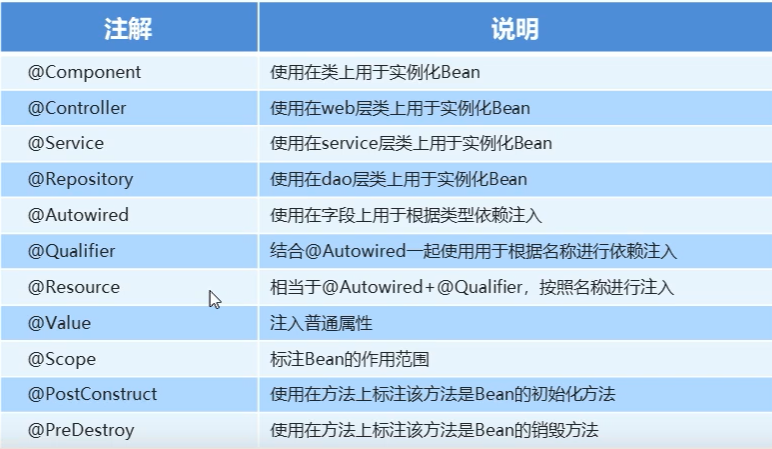 注解 说明
@Component 使用在类上用于实例化Bean
@Controller 使用在web层类上用于实例化Bean
@Service 使用在service层类上用于实例化Bean
@Repository 使用在dao层类上用于实例化Bean
@Autowired 使用在字段上用于根据类型依赖注入
@Qualifier 结合@Autowired一起使用用于根据名称进行依赖注入
@Resource 相当于@Autowired+@Qualifier，按照名称进行注入
@Value 注入普通属性
@Scope 标注Bean的作用范围
@PostConstruct 使用在方法上标注该方法是Bean的初始化方法
@PreDestroy 使用在方法上标注该方法是Bean的销毁方法